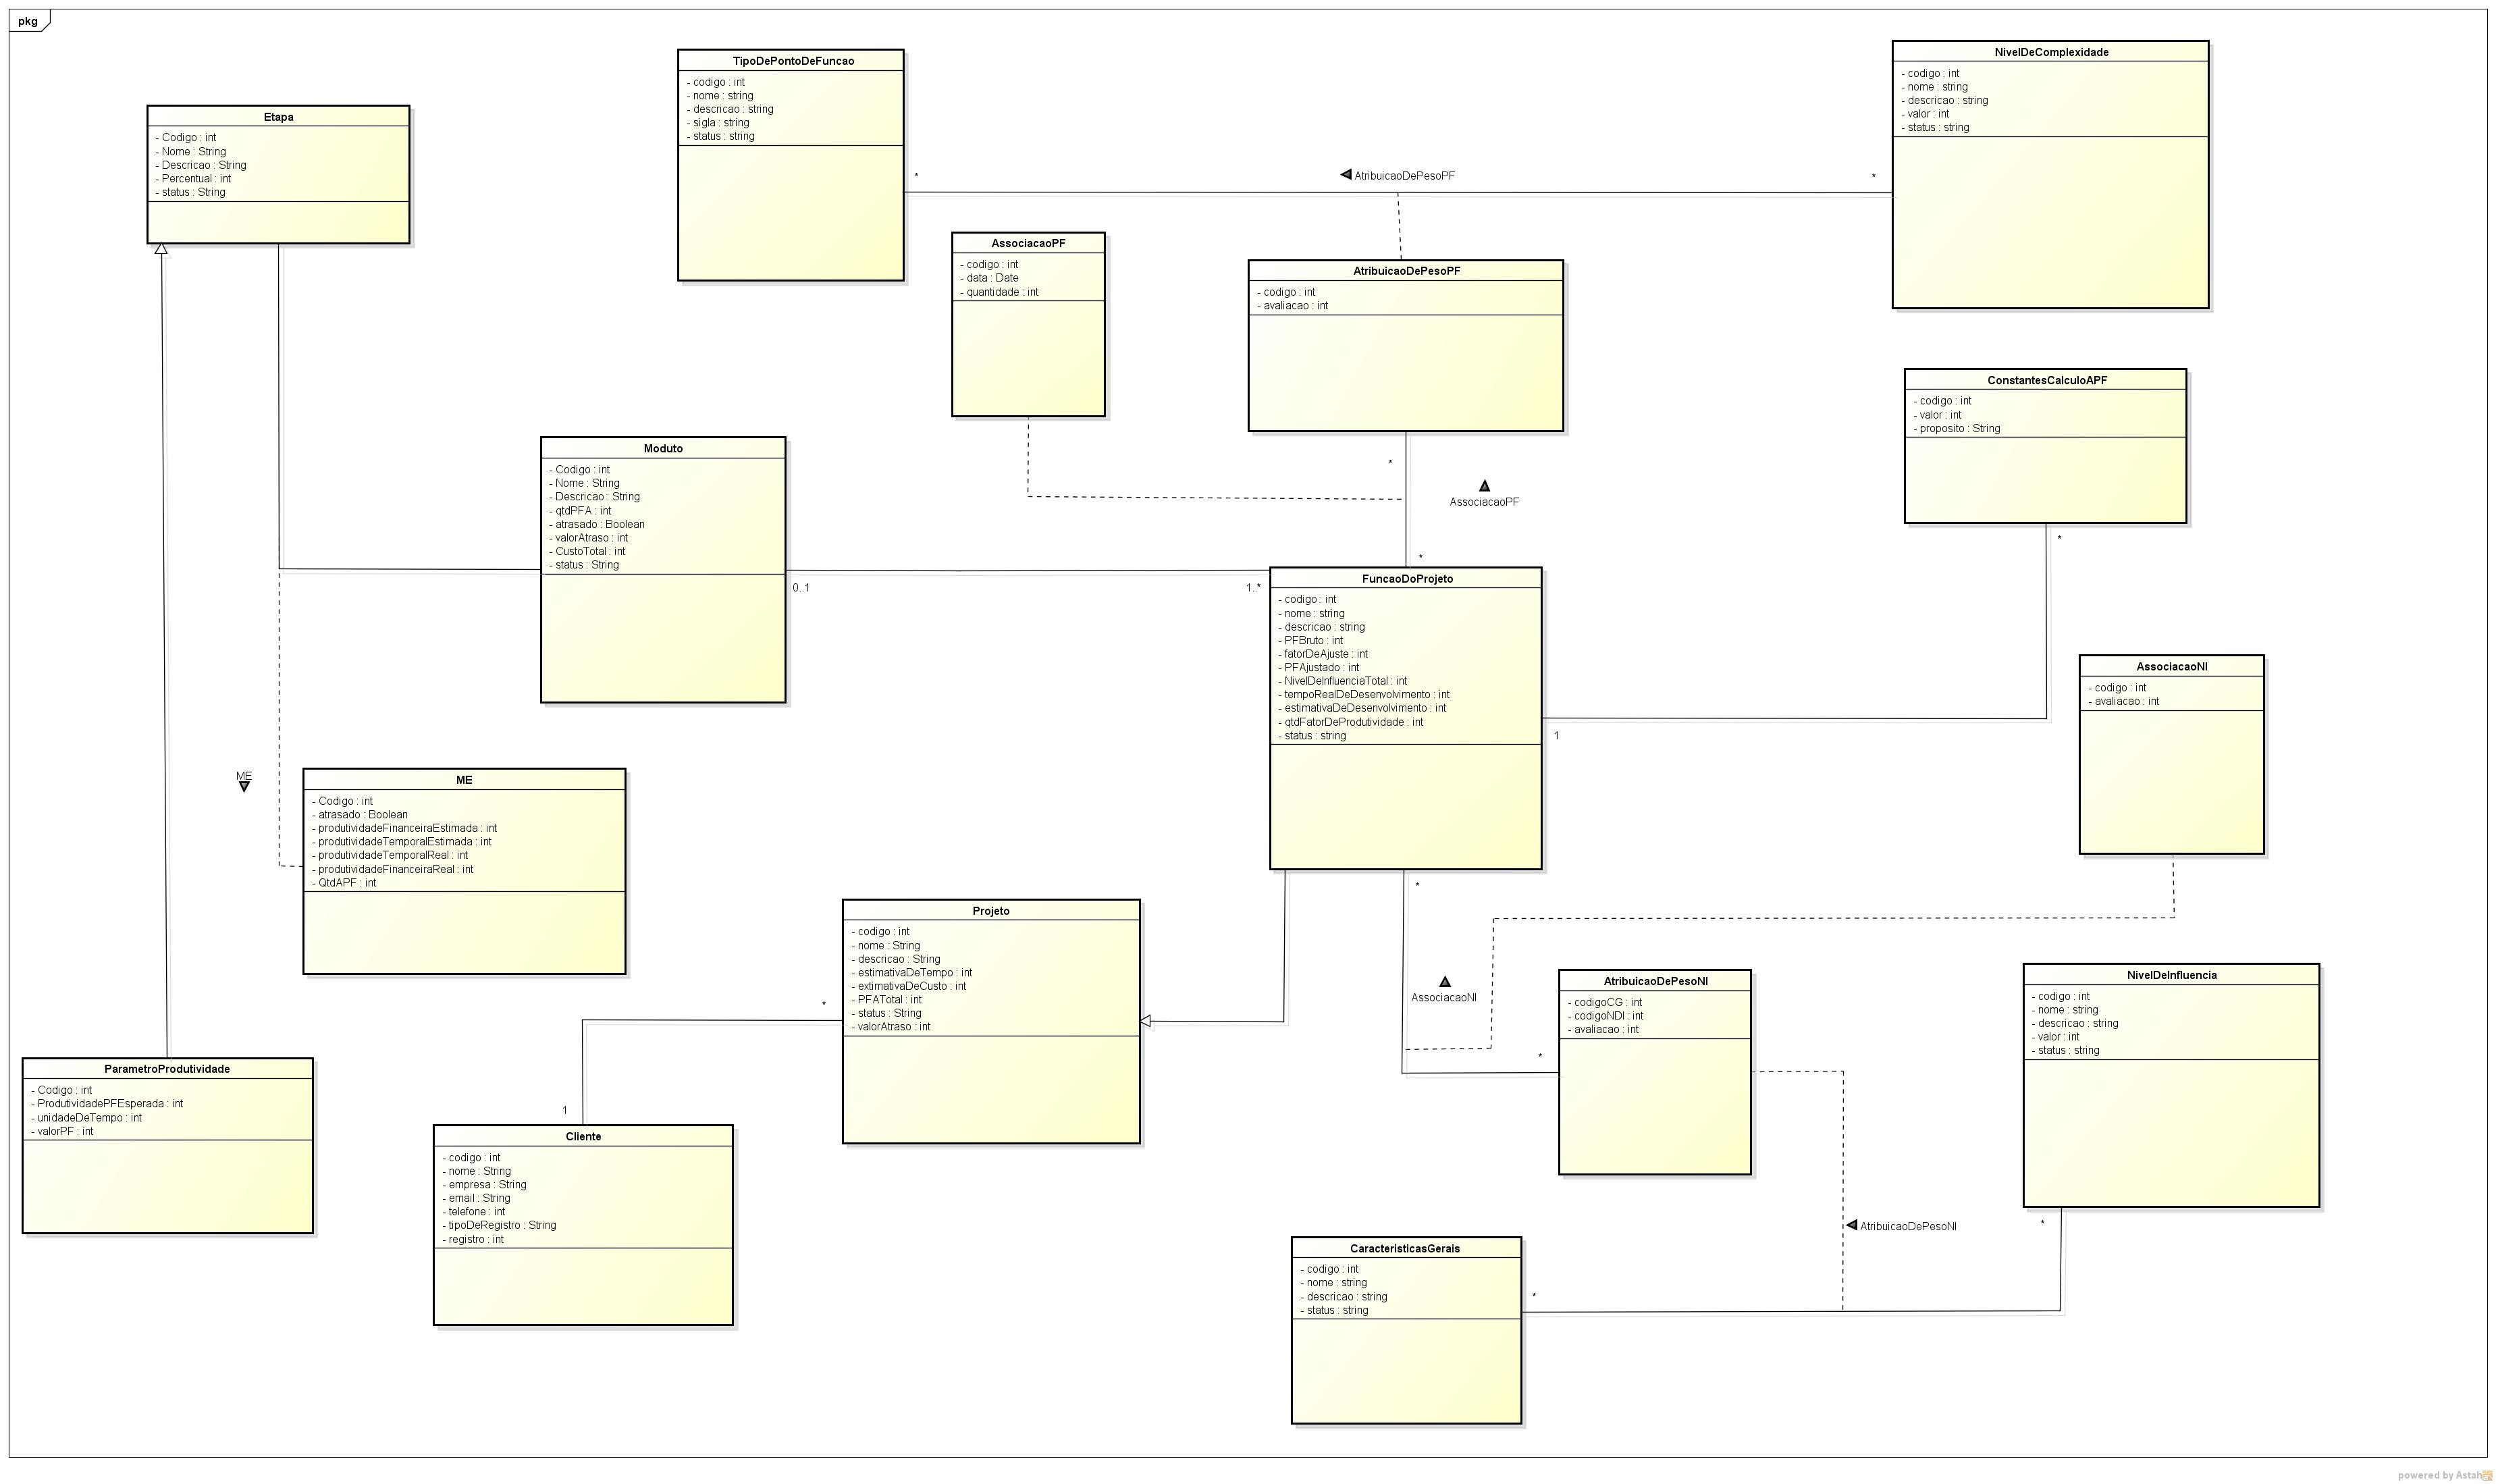 pkg
TipoDePontoDeFuncao
- codigo : int
- nome : string
- descricao : string
- sigla : string
- status : string
NivelDeComplexidade
- codigo : int
- nome : string
- descricao : string
- valor : int
- status : string
Etapa
- Codigo : int
- Nome : String
- Descricao : String
- Percentual : int
- status : String
*
AtribuicaoDePesoPF
*
AssociacaoPF
- codigo : int
- data : Date
- quantidade : int
AtribuicaoDePesoPF
- codigo : int
- avaliacao : int
ConstantesCalculoAPF
- codigo : int
- valor : int
- proposito : String
Moduto
- Codigo : int
- Nome : String
- Descricao : String
- qtdPFA : int
- atrasado : Boolean
- valorAtraso : int
- CustoTotal : int
- status : String
*
AssociacaoPF
*
*
0..1
1..*
FuncaoDoProjeto
- codigo : int
- nome : string
- descricao : string
- PFBruto : int
- fatorDeAjuste : int
- PFAjustado : int
- NivelDeInfluenciaTotal : int
- tempoRealDeDesenvolvimento : int
- estimativaDeDesenvolvimento : int
- qtdFatorDeProdutividade : int
- status : string
1
AssociacaoNI
- codigo : int
- avaliacao : int
ME
ME
- Codigo : int
- atrasado : Boolean
- produtividadeFinanceiraEstimada : int
- produtividadeTemporalEstimada : int
- produtividadeTemporalReal : int
- produtividadeFinanceiraReal : int
- QtdAPF : int
*
Projeto
- codigo : int
- nome : String
- descricao : String
- estimativaDeTempo : int
- extimativaDeCusto : int
- PFATotal : int
- status : String
- valorAtraso : int
*
AssociacaoNI
*
AtribuicaoDePesoNI
- codigoCG : int
- codigoNDI : int
- avaliacao : int
NivelDeInfluencia
- codigo : int
- nome : string
- descricao : string
- valor : int
- status : string
ParametroProdutividade
- Codigo : int
- ProdutividadePFEsperada : int
- unidadeDeTempo : int
- valorPF : int
1
Cliente
- codigo : int
- nome : String
- empresa : String
- email : String
- telefone : int
- tipoDeRegistro : String
- registro : int
AtribuicaoDePesoNI
*
CaracteristicasGerais
- codigo : int
- nome : string
- descricao : string
- status : string
*
powered by Astah